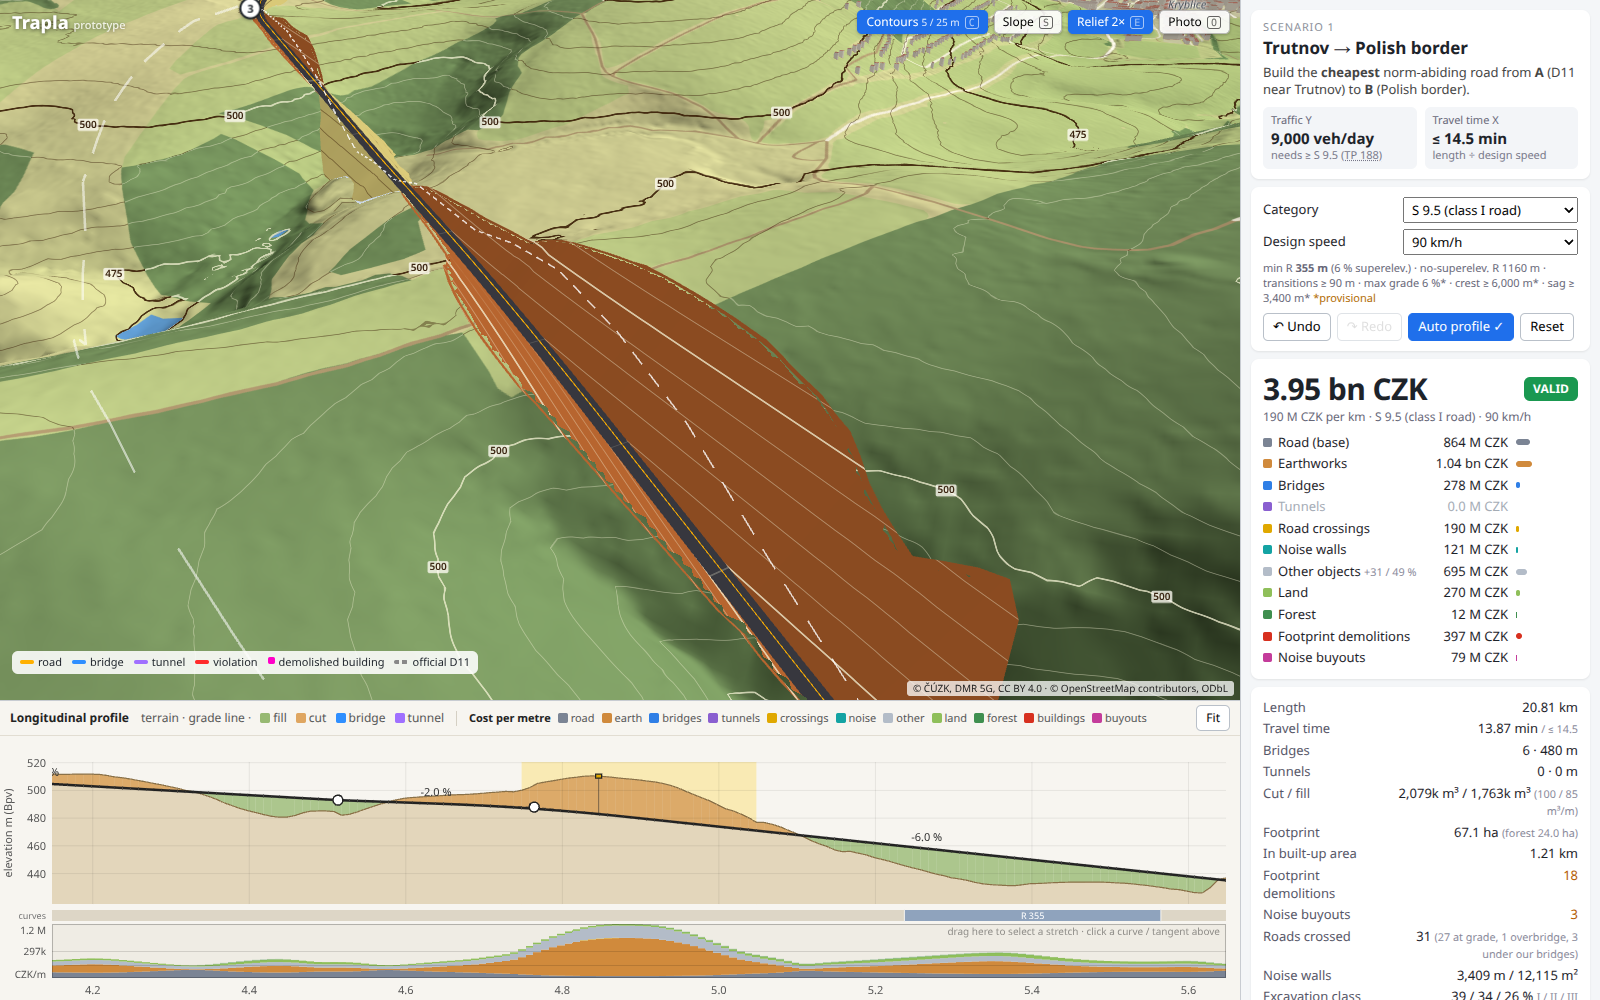 Trapla prototype
3
Contours 5 / 25 m C
Slope S
Relief 2× E
Photo O
Kryblice
500
500
500
500
475
500
500
475
500
500
500
500
road
bridge
tunnel
violation
demolished building
official D11
© ČÚZK, DMR 5G, CC BY 4.0 · © OpenStreetMap contributors, ODbL
SCENARIO 1
Trutnov → Polish border
Build the cheapest norm-abiding road from A (D11
near Trutnov) to B (Polish border).
Traffic Y
9,000 veh/day
needs ≥ S 9.5 (TP 188)
Travel time X
≤ 14.5 min
length ÷ design speed
Category
S 9.5 (class I road)
Design speed
90 km/h
min R 355 m (6 % superelev.) · no-superelev. R 1160 m ·
transitions ≥ 90 m · max grade 6 %* · crest ≥ 6,000 m* · sag ≥
3,400 m* *provisional
↶ Undo
↷ Redo
Auto profile ✓
Reset
3.95 bn CZK
VALID
190 M CZK per km · S 9.5 (class I road) · 90 km/h
Road (base) 864 M CZK
Earthworks 1.04 bn CZK
Bridges 278 M CZK
Tunnels 0.0 M CZK
Road crossings 190 M CZK
Noise walls 121 M CZK
Other objects +31 / 49 % 695 M CZK
Land 270 M CZK
Forest 12 M CZK
Footprint demolitions 397 M CZK
Noise buyouts 79 M CZK
Length 20.81 km
Travel time 13.87 min / ≤ 14.5
Bridges 6 · 480 m
Tunnels 0 · 0 m
Cut / fill 2,079k m³ / 1,763k m³ (100 / 85
m³/m)
Footprint 67.1 ha (forest 24.0 ha)
In built-up area 1.21 km
Footprint
demolitions 18
Noise buyouts 3
Roads crossed 31 (27 at grade, 1 overbridge, 3
under our bridges)
Noise walls 3,409 m / 12,115 m²
Excavation class 39 / 34 / 26 % I / II / III
Longitudinal profile terrain · grade line · fill cut bridge tunnel
Cost per metre road earth bridges tunnels crossings noise other land forest buildings buyouts
Fit
elevation m (Bpv)
520
500
480
460
440
%
-2.0 %
-6.0 %
curves
R 355
1.2 M
297k
CZK/m
drag here to select a stretch · click a curve / tangent above
4.2 4.4 4.6 4.8 5.0 5.2 5.4 5.6